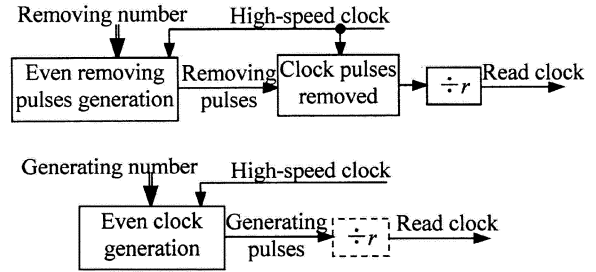 Removing number
High-speed clock
Even removing
pulses generation
Removing
pulses
Clock pulses
removed
÷r
Read clock
Generating number
High-speed clock
Even clock
generation
Generating
pulses
÷r
Read clock